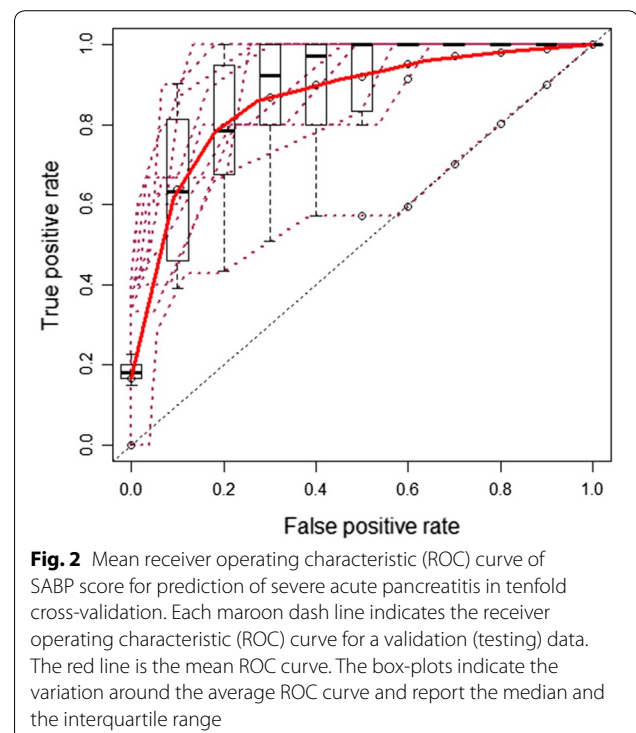 1.0
0.8
0.6
0.4
0.2
0.0
True positive rate
0.0 0.2 0.4 0.6 0.8 1.0
False positive rate
Fig. 2 Mean receiver operating characteristic (ROC) curve of
SABP score for prediction of severe acute pancreatitis in tenfold
cross-validation. Each maroon dash line indicates the receiver
operating characteristic (ROC) curve for a validation (testing) data.
The red line is the mean ROC curve. The box-plots indicate the
variation around the average ROC curve and report the median and
the interquartile range